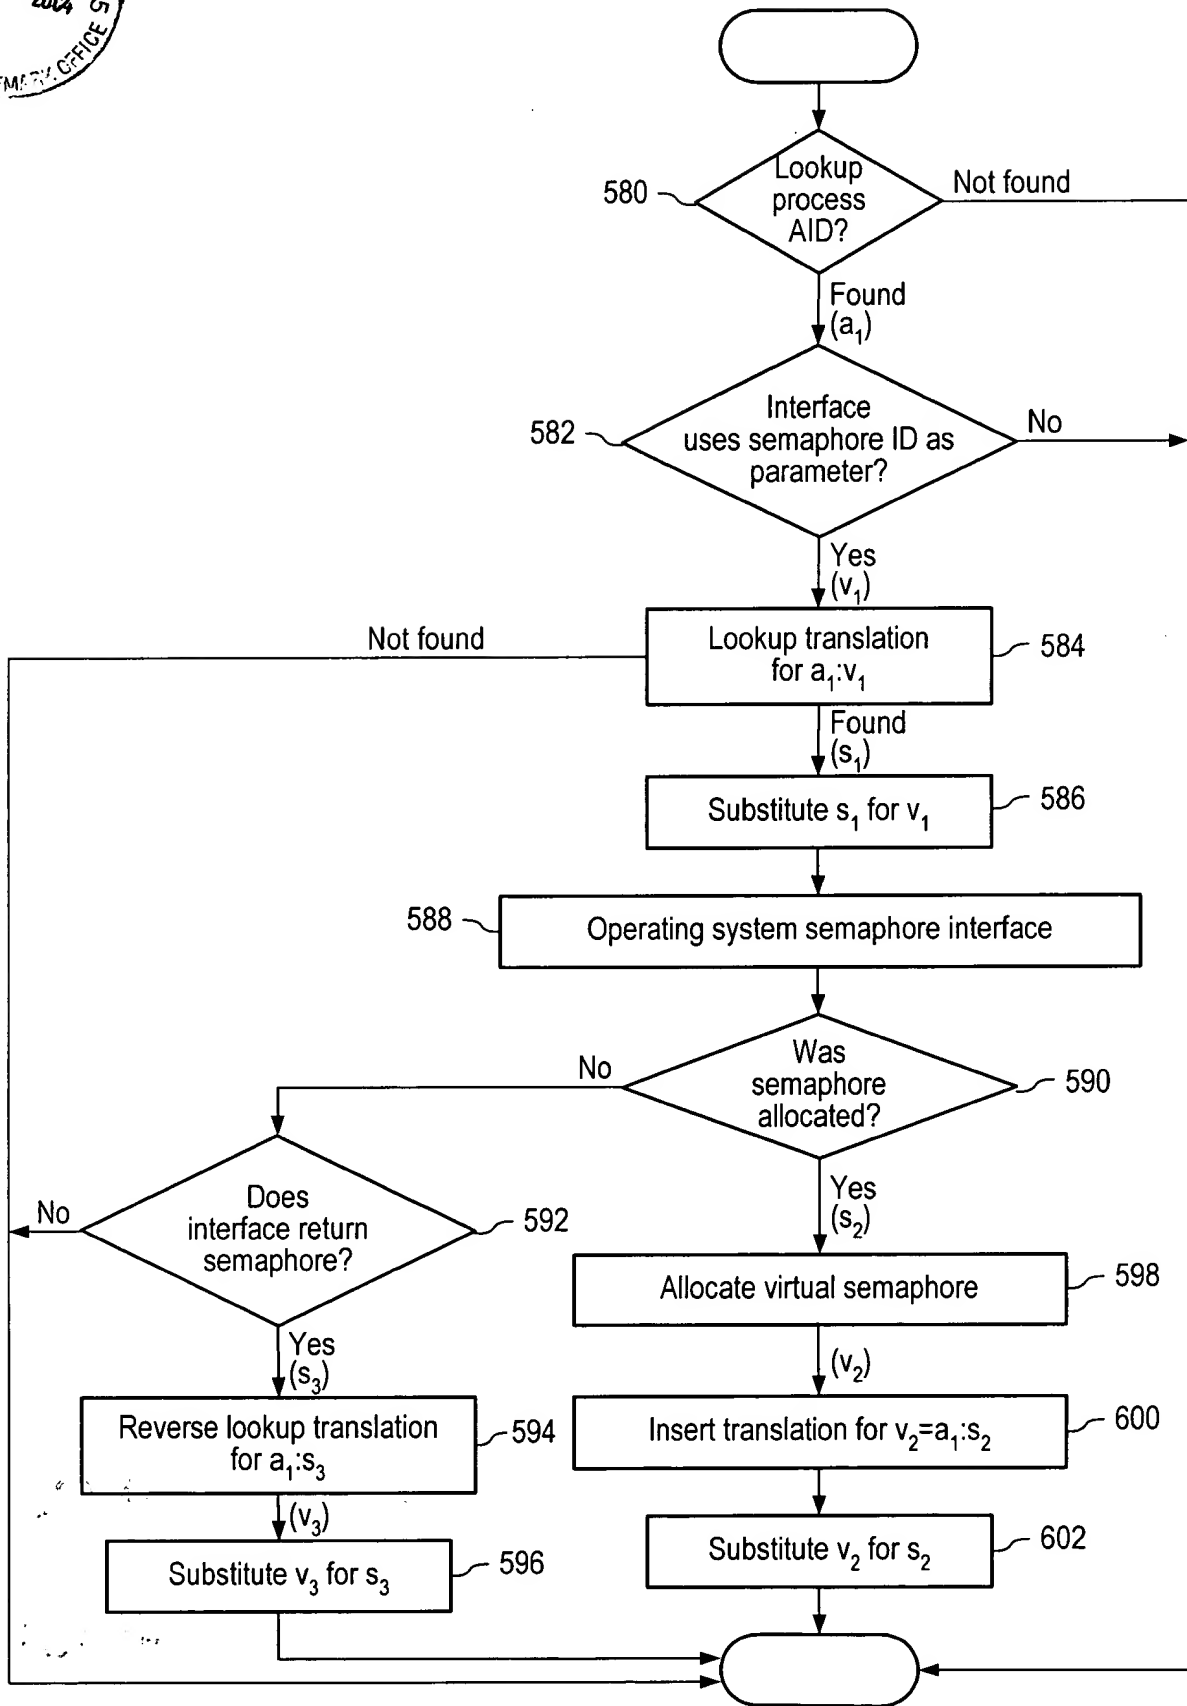 2004
5
EMARK OFFICE
Lookup
process
AID?
580
Not found
Found
(a₁)
Interface
uses semaphore ID as
parameter?
582
No
Yes
(v₁)
Not found
Lookup translation
for a₁:v₁
584
Found
(s₁)
Substitute s₁ for v₁
586
588
Operating system semaphore interface
Was
semaphore
allocated?
590
No
Does
interface return
semaphore?
592
No
Yes
(s₂)
Allocate virtual semaphore
598
Yes
(s₃)
(v₂)
Reverse lookup translation
for a₁:s₃
594
Insert translation for v₂=a₁:s₂
600
(v₃)
Substitute v₃ for s₃
596
Substitute v₂ for s₂
602